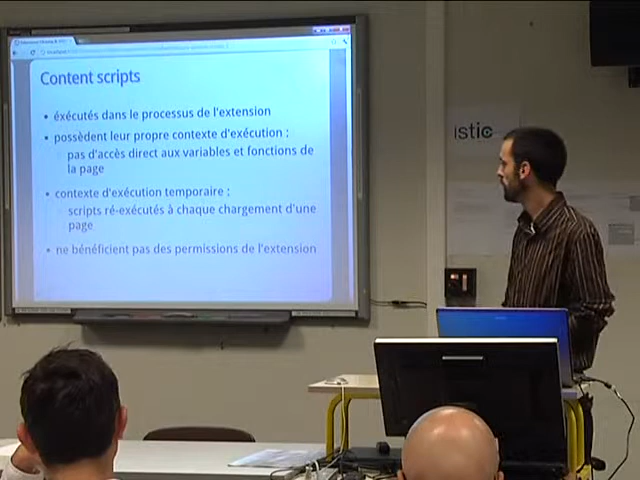 Content scripts
• éxécutés dans le processus de l'extension
• possèdent leur propre contexte d'exécution :
pas d'accès direct aux variables et fonctions de
la page
• contexte d'exécution temporaire :
scripts ré-exécutés à chaque chargement d'une
page
• ne bénéficient pas des permissions de l'extension
istic